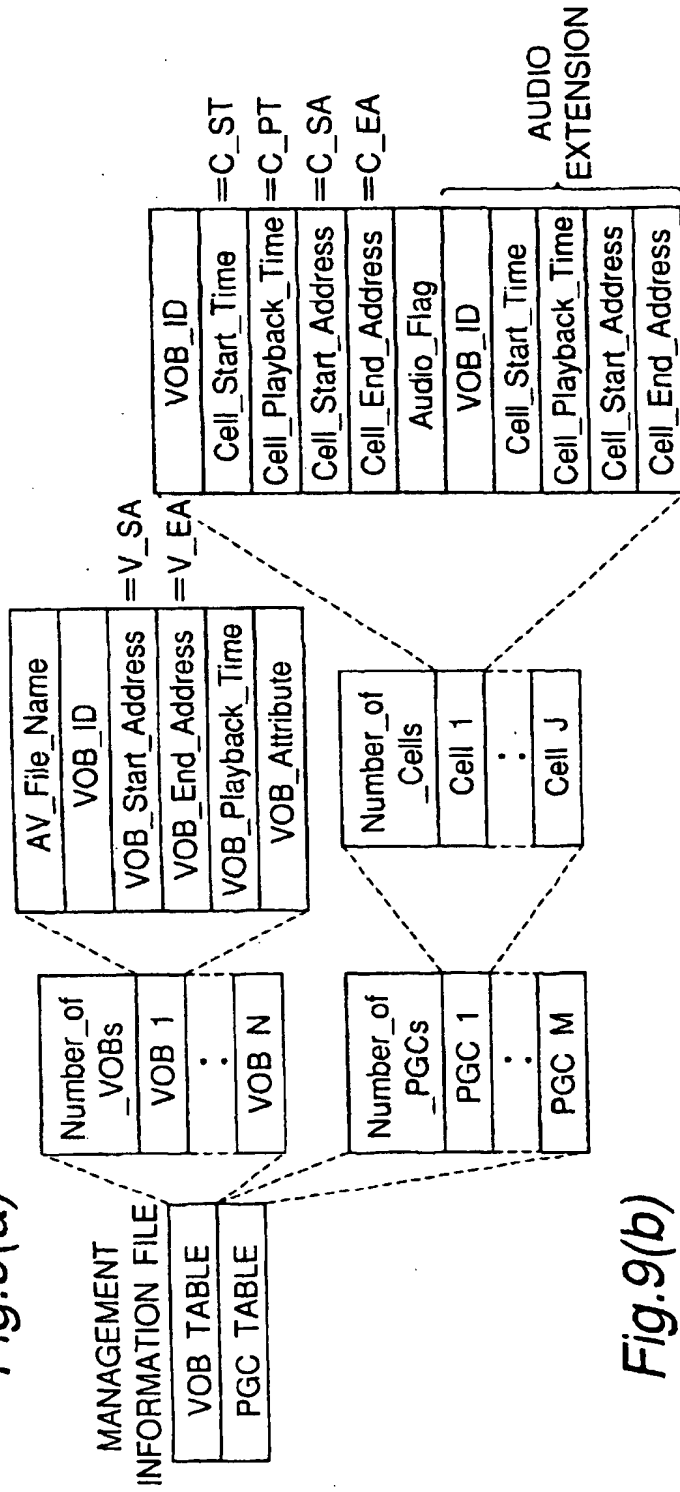 MANAGEMENT
INFORMATION FILE
VOB TABLE
PGC TABLE
Number_of
_VOBs
VOB 1
VOB N
AV_File_Name
VOB_ID
VOB_Start_Address
=V_SA
VOB_End_Address
=V_EA
VOB_Playback_Time
VOB_Attribute
Number_of
_PGCs
PGC 1
PGC M
Number_of
_Cells
Cell 1
Cell J
VOB_ID
Cell_Start_Time
=C_ST
Cell_Playback_Time
=C_PT
Cell_Start_Address
=C_SA
Cell_End_Address
=C_EA
Audio_Flag
VOB_ID
Cell_Start_Time
Cell_Playback_Time
Cell_Start_Address
Cell_End_Address
AUDIO
EXTENSION
Fig.9(b)